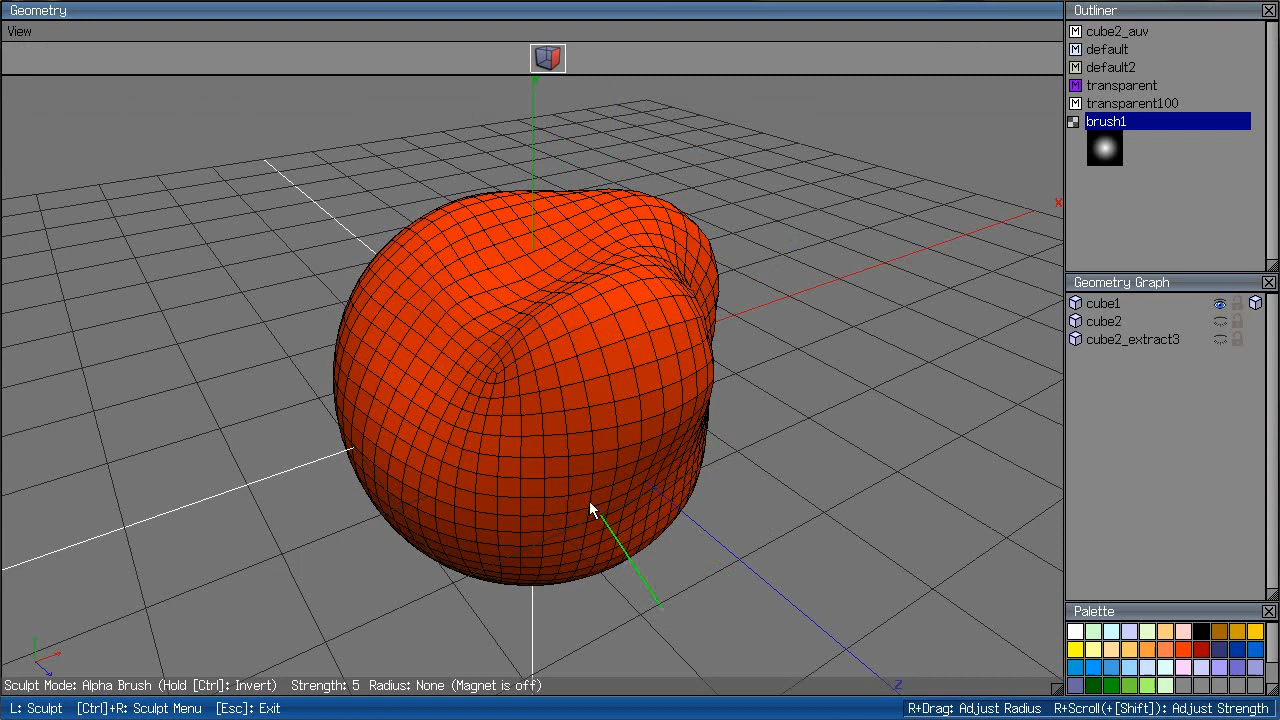 Geometry
View
X
Z
Sculpt Mode: Alpha Brush (Hold [Ctrl]: Invert)   Strength: 5  Radius: None (Magnet is off)
L: Sculpt   [Ctrl]+R: Sculpt Menu   [Esc]: Exit
R+Drag: Adjust Radius   R+Scroll(+[Shift]): Adjust Strength
Outliner
M cube2_auv
M default
M default2
M transparent
M transparent100
brush1
Geometry Graph
cube1
cube2
cube2_extract3
Palette